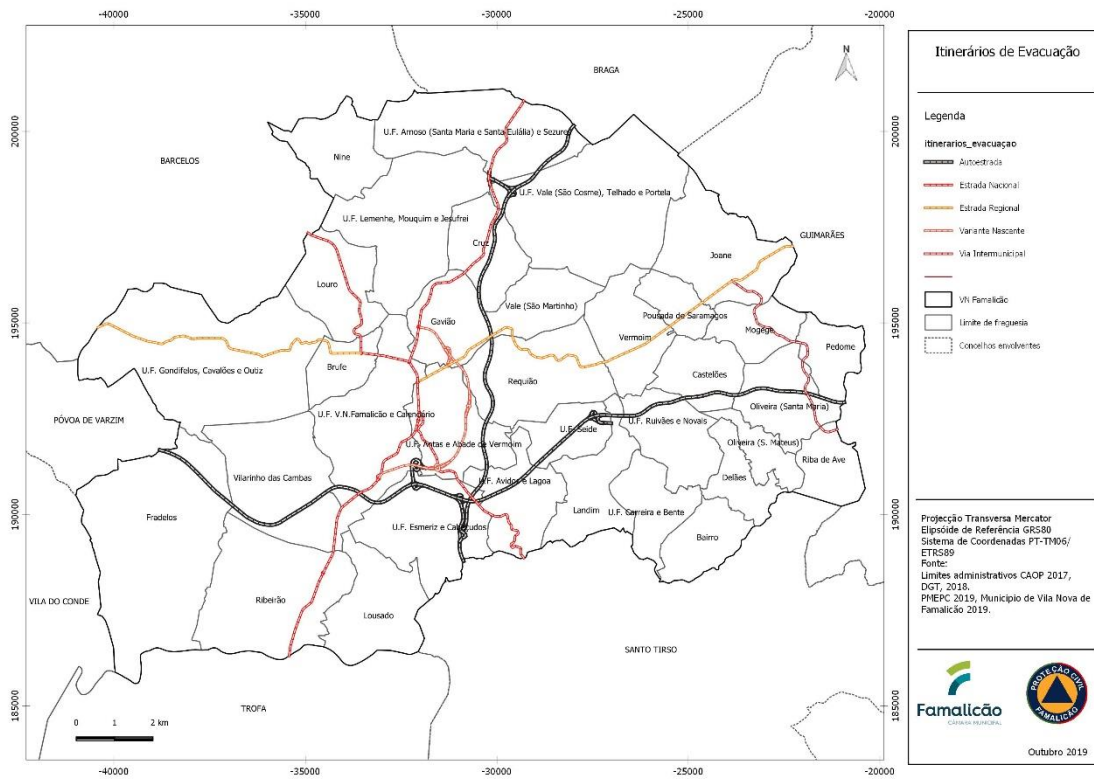 -40000
-35000
-30000
-25000
-20000
BRAGA
N
200000
200000
U.F. Arnoso (Santa Maria e Santa Eulália) e Sezures
BARCELOS
Nine
U.F. Vale (São Cosme), Telhado e Portela
U.F. Lemenhe, Mouquim e Jesufrei
GUIMARÃES
Cruz
Joane
Louro
195000
195000
Gavião
Vale (São Martinho)
Pousada de Saramagos
Vermoim
Mogege
Pedome
U.F. Gondifelos, Cavalões e Outiz
Brufe
Requião
Castelões
PÓVOA DE VARZIM
U.F. V.N.Famalicão e Calendário
Oliveira (Santa Maria)
U.F. Seide
U.F. Ruivães e Novais
U.F. Antas e Abade de Vermoim
Oliveira (S. Mateus)
Riba de Ave
Vilarinho das Cambas
U.F. Avidos e Lagoa
Delães
190000
190000
Fradelos
Landim
U.F. Carreira e Bente
U.F. Esmeriz e Cabeçudos
Bairro
VILA DO CONDE
Ribeirão
Lousado
SANTO TIRSO
185000
185000
TROFA
0 1 2 km
-40000
-35000
-30000
-25000
-20000
Itinerários de Evacuação
Legenda
itinerarios_evacuaçao
Autoestrada
Estrada Nacional
Estrada Regional
Variante Nascente
Via Intermunicipal
VN Famalicão
Limite de freguesia
Concelhos envolventes
Projecção Transversa Mercator
Elipsóide de Referência GRS80
Sistema de Coordenadas PT-TM06/
ETRS89
Fonte:
Limites administrativos CAOP 2017,
DGT, 2018.
PMEPC 2019, Municipio de Vila Nova de
Famalicão 2019.
Famalicão
CÂMARA MUNICIPAL
PROTEÇÃO CIVIL
FAMALICÃO
Outubro 2019